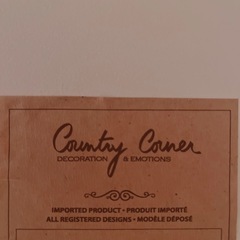 Country Corner
DECORATION & EMOTIONS
IMPORTED PRODUCT • PRODUIT IMPORTÉ
ALL REGISTERED DESIGNS • MODÈLE DÉPOSÉ